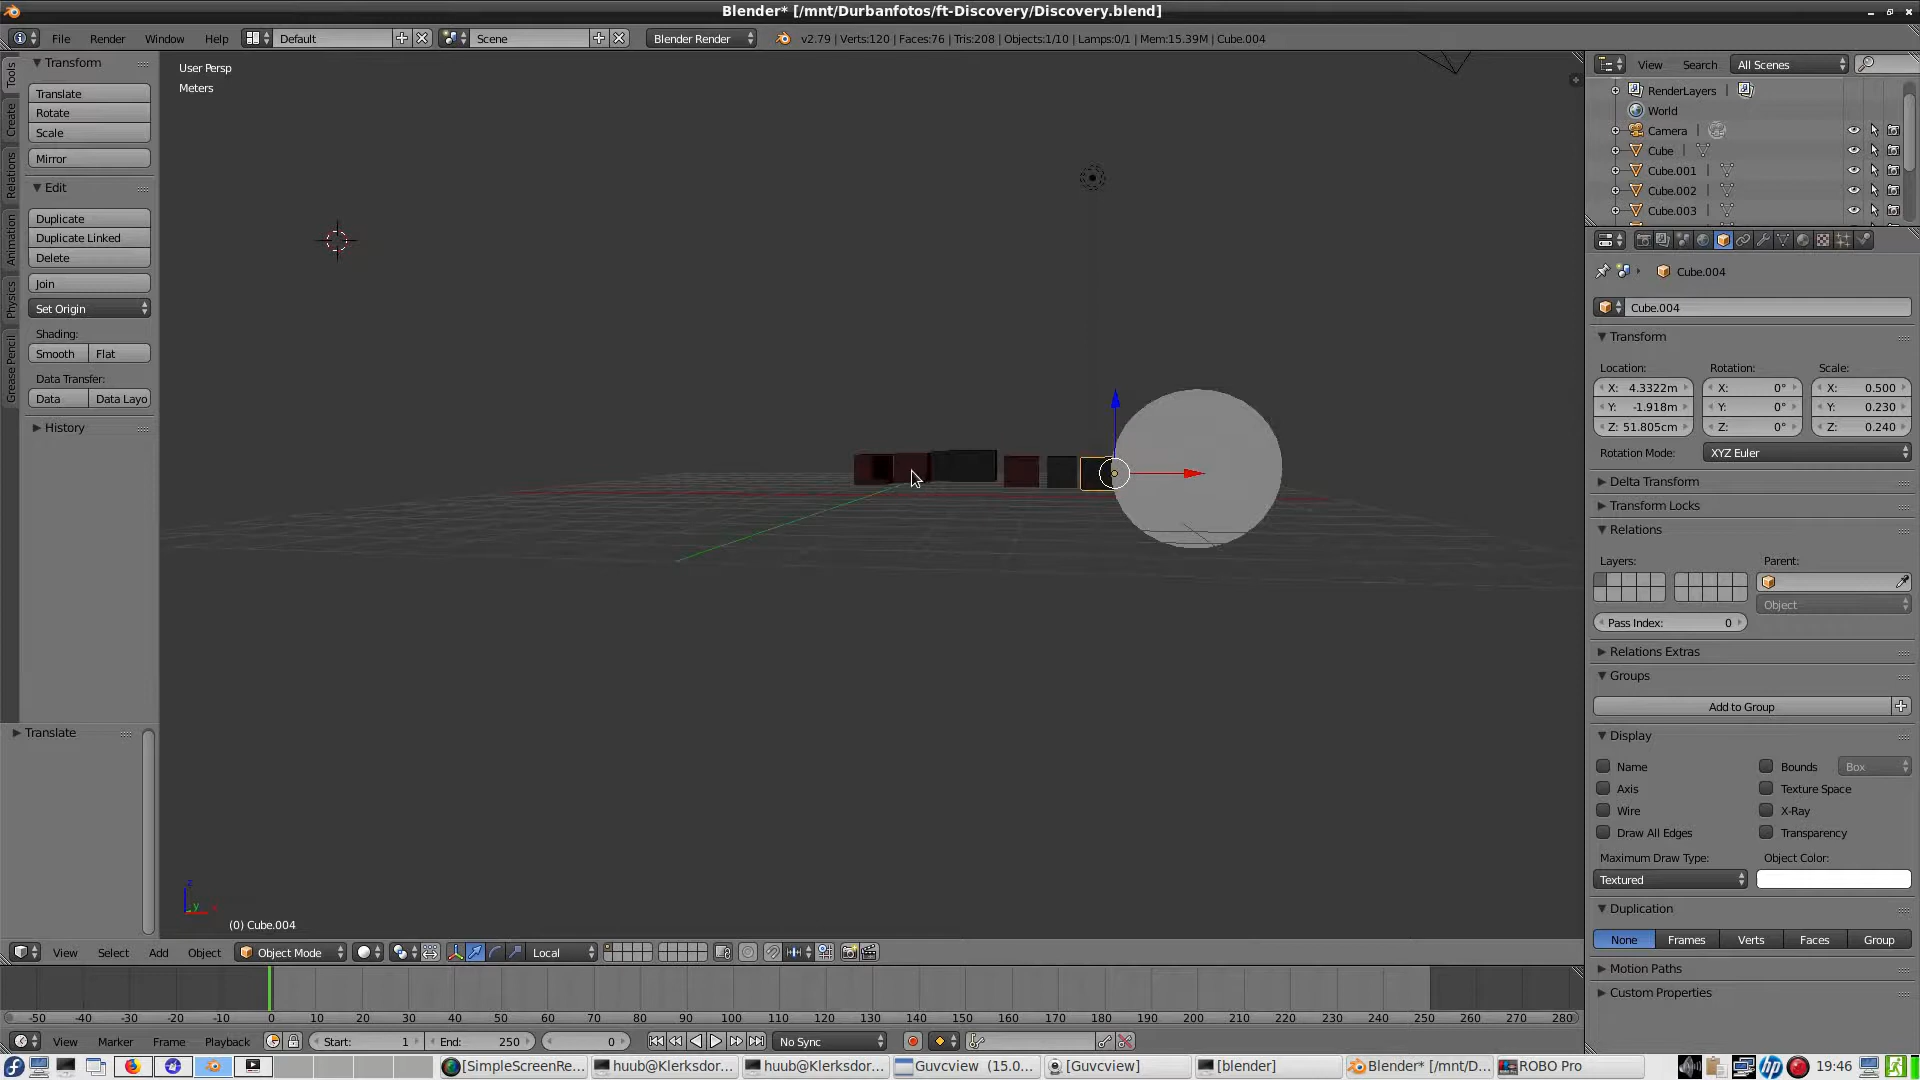 Blender* [/mnt/Durbanfotos/ft-Discovery/Discovery.blend]
File Render Window Help Default Scene Blender Render v2.79 | Verts:120 | Faces:76 | Tris:208 | Objects:1/10 | Lamps:0/1 | Mem:15.39M | Cube.004
Tools
Create
Relations
Animation
Physics
Grease Pencil
Transform
Translate
Rotate
Scale
Mirror
Edit
Duplicate
Duplicate Linked
Delete
Join
Set Origin
Shading:
Smooth Flat
Data Transfer:
Data Data Layo
History
Translate
User Persp
Meters
z
y
x
(0) Cube.004
View Search All Scenes
RenderLayers |
World
Camera |
Cube |
Cube.001 |
Cube.002 |
Cube.003 |
Cube.004
Cube.004
Transform
Location: Rotation: Scale:
X: 4.3322m X: 0° X: 0.500
Y: -1.918m Y: 0° Y: 0.230
Z: 51.805cm Z: 0° Z: 0.240
Rotation Mode: XYZ Euler
Delta Transform
Transform Locks
Relations
Layers: Parent:
Object
Pass Index: 0
Relations Extras
Groups
Add to Group
Display
Name Bounds Box
Axis Texture Space
Wire X-Ray
Draw All Edges Transparency
Maximum Draw Type: Object Color:
Textured
Duplication
None Frames Verts Faces Group
Motion Paths
Custom Properties
View Select Add Object Object Mode Local
-50 -40 -30 -20 -10 0 10 20 30 40 50 60 70 80 90 100 110 120 130 140 150 160 170 180 190 200 210 220 230 240 250 260 270 280
View Marker Frame Playback Start: 1 End: 250 0 No Sync
[SimpleScreenRe... huub@Klerksdor... huub@Klerksdor... Guvcview (15.0... [Guvcview] [blender] Blender* [/mnt/D... ROBO Pro 19:46